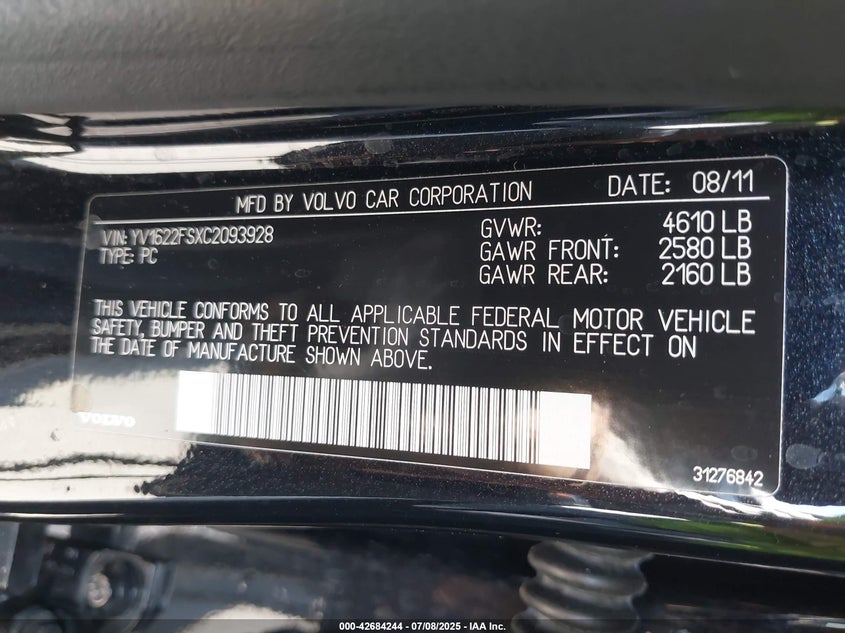 MFD BY VOLVO CAR CORPORATION DATE: 08/11
VIN: YV1622FSXC2093928
TYPE: PC
GVWR: 4610 LB
GAWR FRONT: 2580 LB
GAWR REAR: 2160 LB
THIS VEHICLE CONFORMS TO ALL APPLICABLE FEDERAL MOTOR VEHICLE
SAFETY, BUMPER AND THEFT PREVENTION STANDARDS IN EFFECT ON
THE DATE OF MANUFACTURE SHOWN ABOVE.
VOLVO
31276842
000-42684244 | 07/08/2025 - IAA Inc.